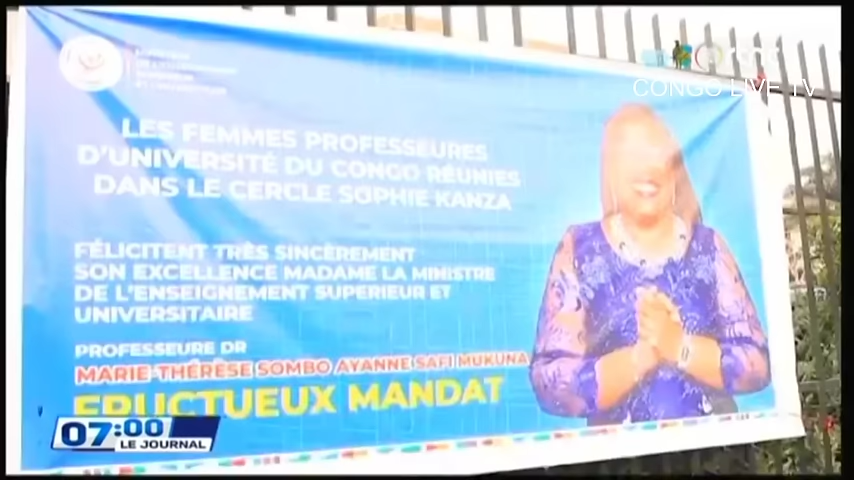 CONGO LIVE TV
LES FEMMES PROFESSEURES
D'UNIVERSITÉ DU CONGO RÉUNIES
DANS LE CERCLE SOPHIE KANZA
FÉLICITENT TRÈS SINCÈREMENT
SON EXCELLENCE MADAME LA MINISTRE
DE L'ENSEIGNEMENT SUPERIEUR ET
UNIVERSITAIRE
PROFESSEURE DR
MARIE-THÉRÈSE SOMBO AYANNE SAFI MUKUNA
FRUCTUEUX MANDAT
07:00
LE JOURNAL